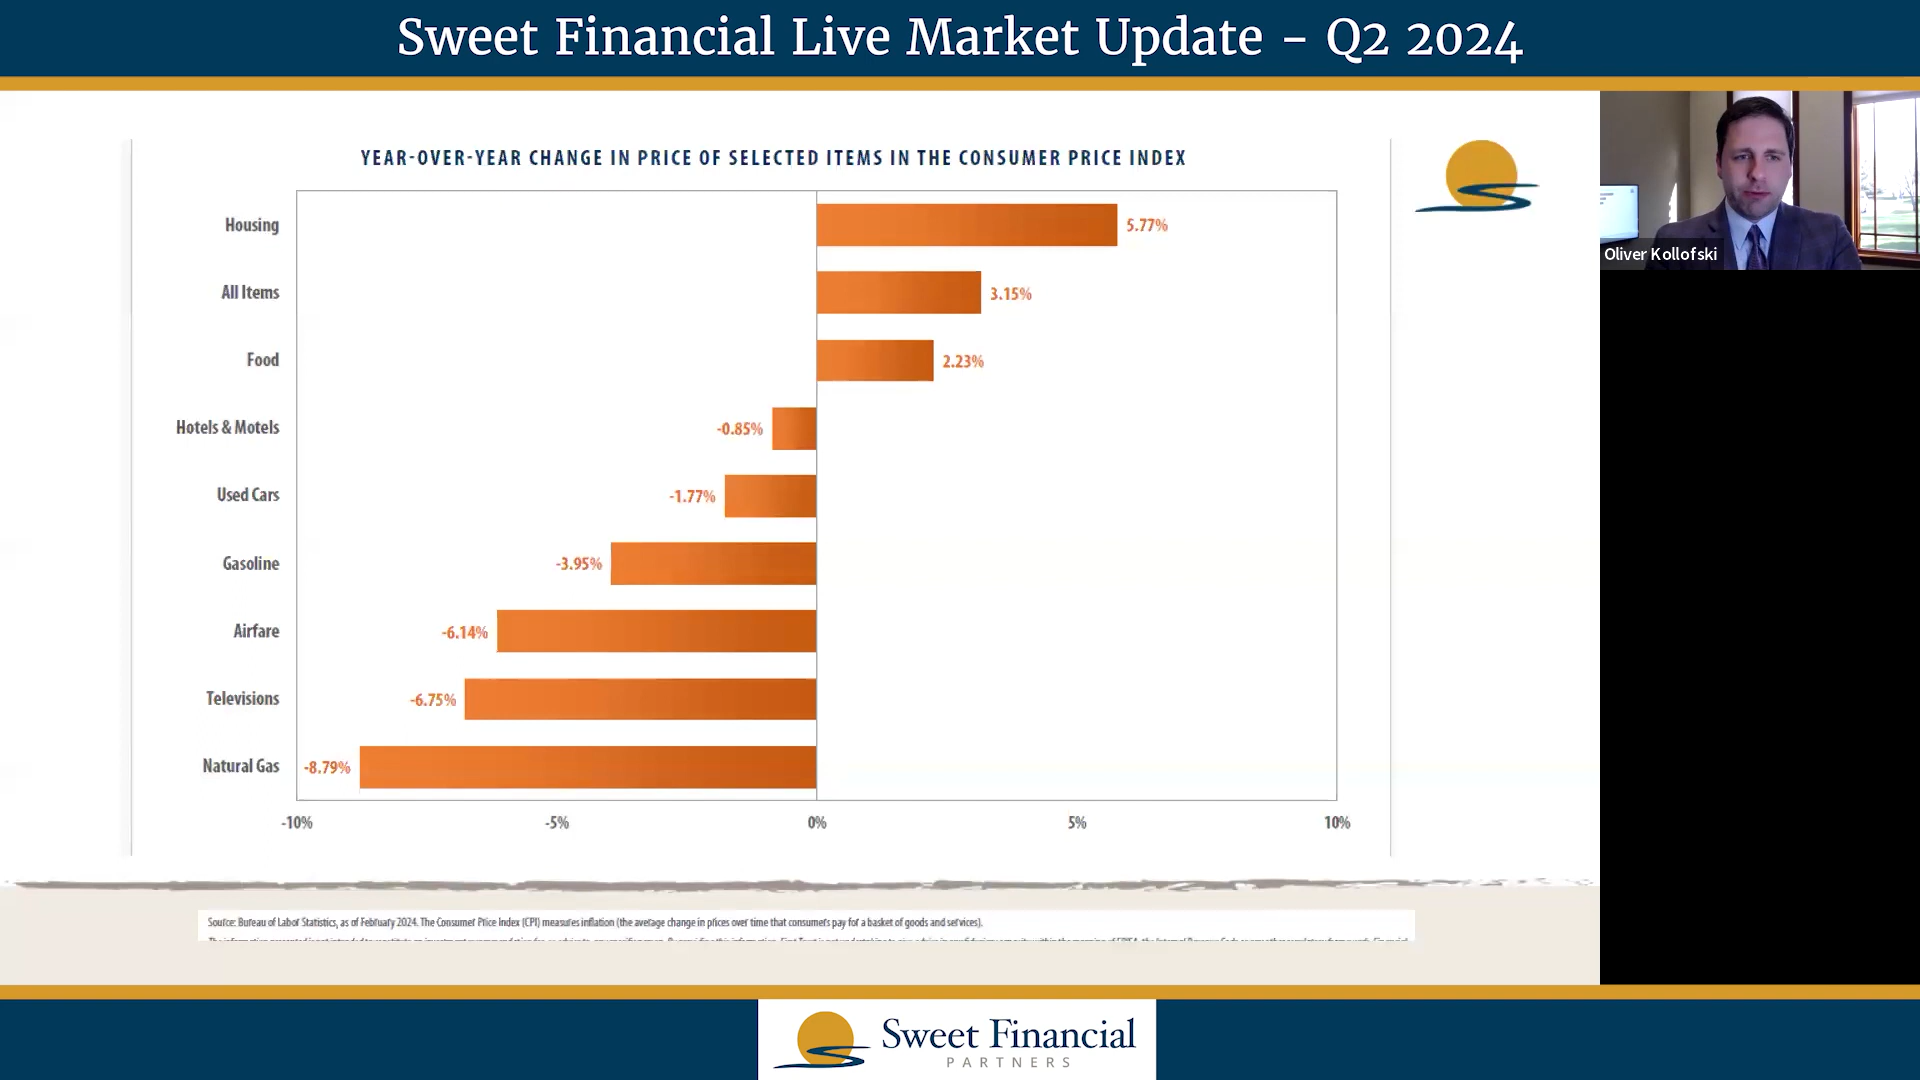 Sweet Financial Live Market Update - Q2 2024
YEAR-OVER-YEAR CHANGE IN PRICE OF SELECTED ITEMS IN THE CONSUMER PRICE INDEX
Housing
5.77%
All Items
3.15%
Food
2.23%
Hotels & Motels
-0.85%
Used Cars
-1.77%
Gasoline
-3.95%
Airfare
-6.14%
Televisions
-6.75%
Natural Gas
-8.79%
-10% -5% 0% 5% 10%
Oliver Kollofski
Source: Bureau of Labor Statistics, as of February 2024. The Consumer Price Index (CPI) measures inflation (the average change in prices over time that consumers pay for a basket of goods and services).
Sweet Financial
PARTNERS